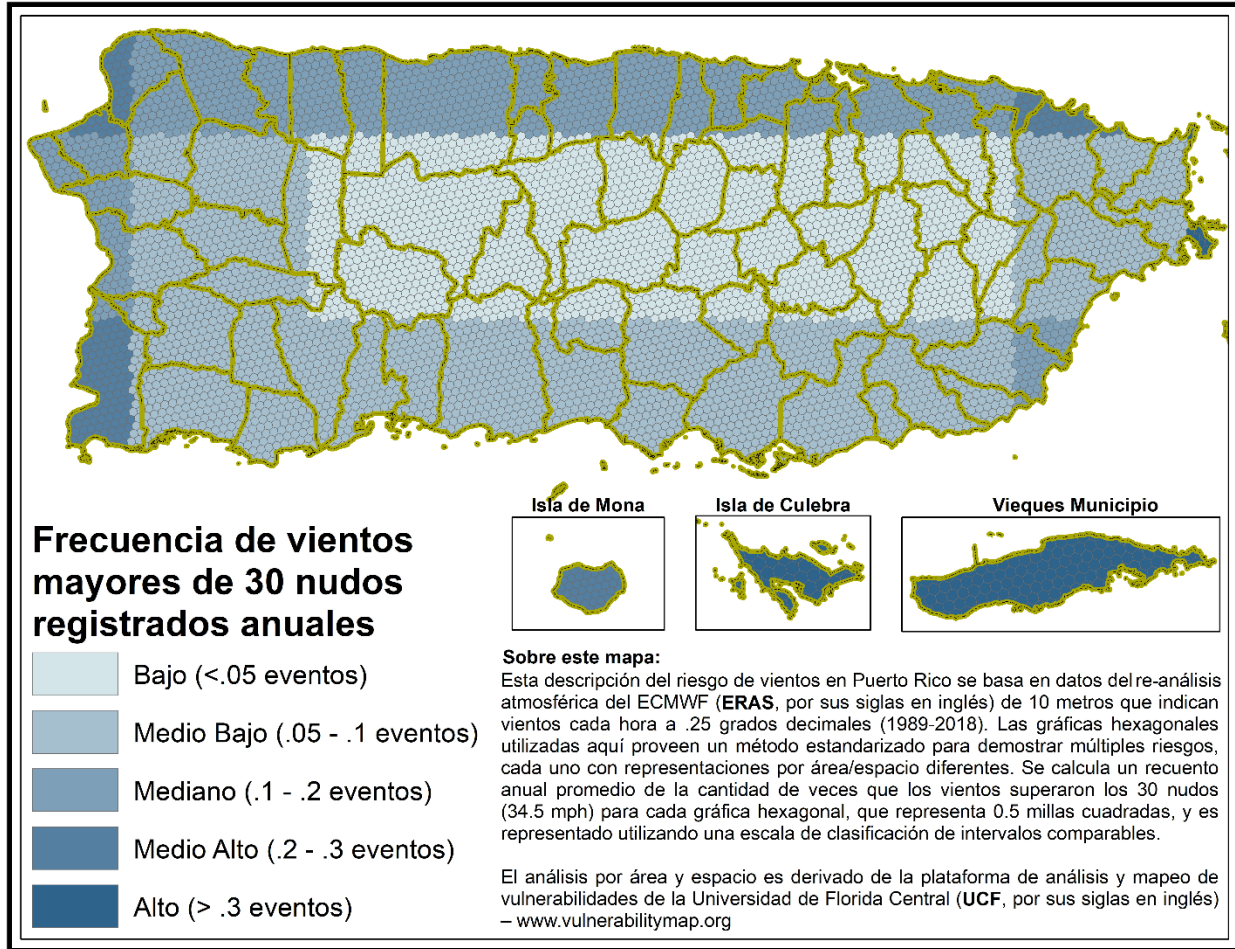 Isla de Mona
Isla de Culebra
Vieques Municipio
Frecuencia de vientos
mayores de 30 nudos
registrados anuales
Bajo (<.05 eventos)
Medio Bajo (.05 - .1 eventos)
Mediano (.1 - .2 eventos)
Medio Alto (.2 - .3 eventos)
Alto (> .3 eventos)
Sobre este mapa:
Esta descripción del riesgo de vientos en Puerto Rico se basa en datos del re-análisis
atmosférica del ECMWF (ERAS, por sus siglas en inglés) de 10 metros que indican
vientos cada hora a .25 grados decimales (1989-2018). Las gráficas hexagonales
utilizadas aquí proveen un método estandarizado para demostrar múltiples riesgos,
cada uno con representaciones por área/espacio diferentes. Se calcula un recuento
anual promedio de la cantidad de veces que los vientos superaron los 30 nudos
(34.5 mph) para cada gráfica hexagonal, que representa 0.5 millas cuadradas, y es
representado utilizando una escala de clasificación de intervalos comparables.
El análisis por área y espacio es derivado de la plataforma de análisis y mapeo de
vulnerabilidades de la Universidad de Florida Central (UCF, por sus siglas en inglés)
– www.vulnerabilitymap.org